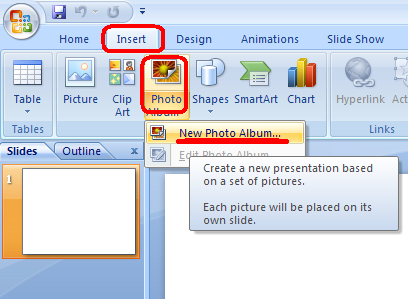 Home Insert Design Animations Slide Show
Table Picture Clip Art Photo Album Shapes SmartArt Chart Hyperlink
Tables Links
New Photo Album...
Edit Photo Album
Slides Outline
Create a new presentation based
on a set of pictures.
Each picture will be placed on its
own slide.
1